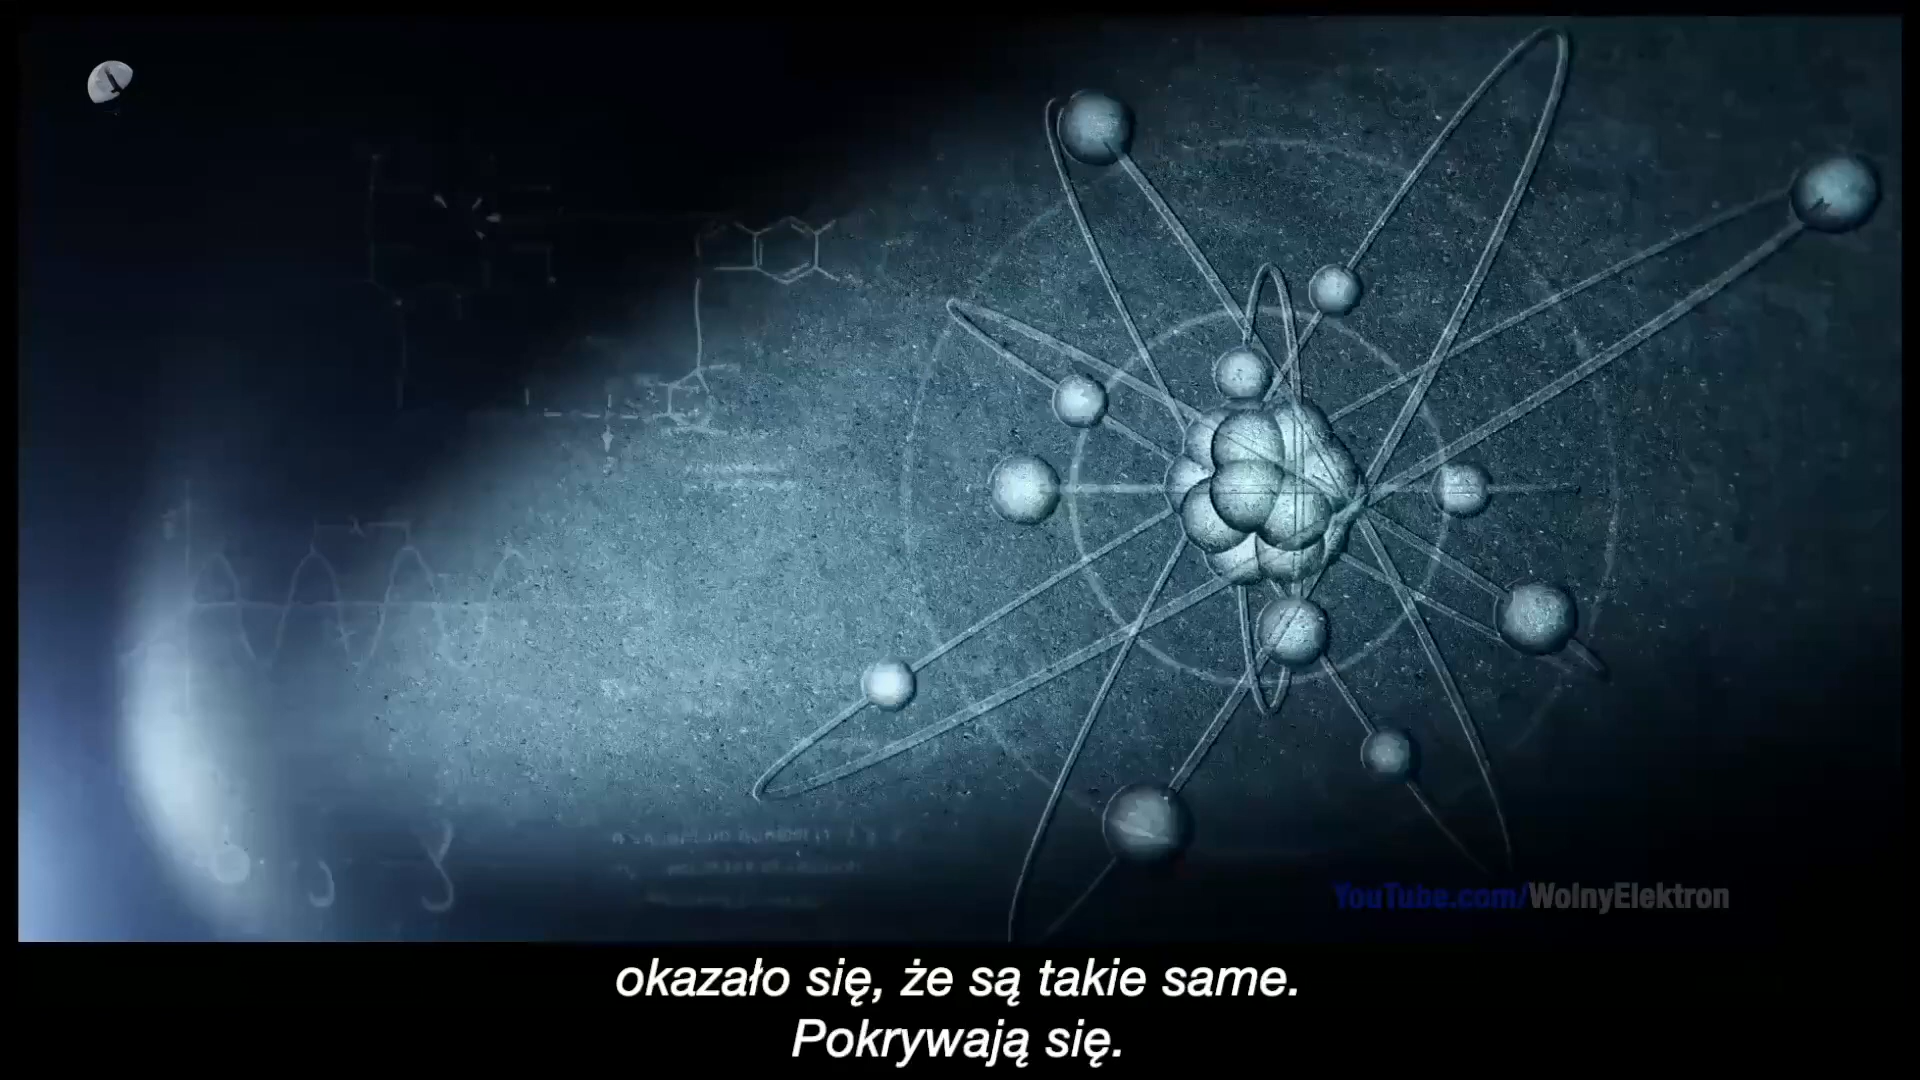 YouTube.com/WolnyElektron
okazało się, że są takie same.
Pokrywają się.